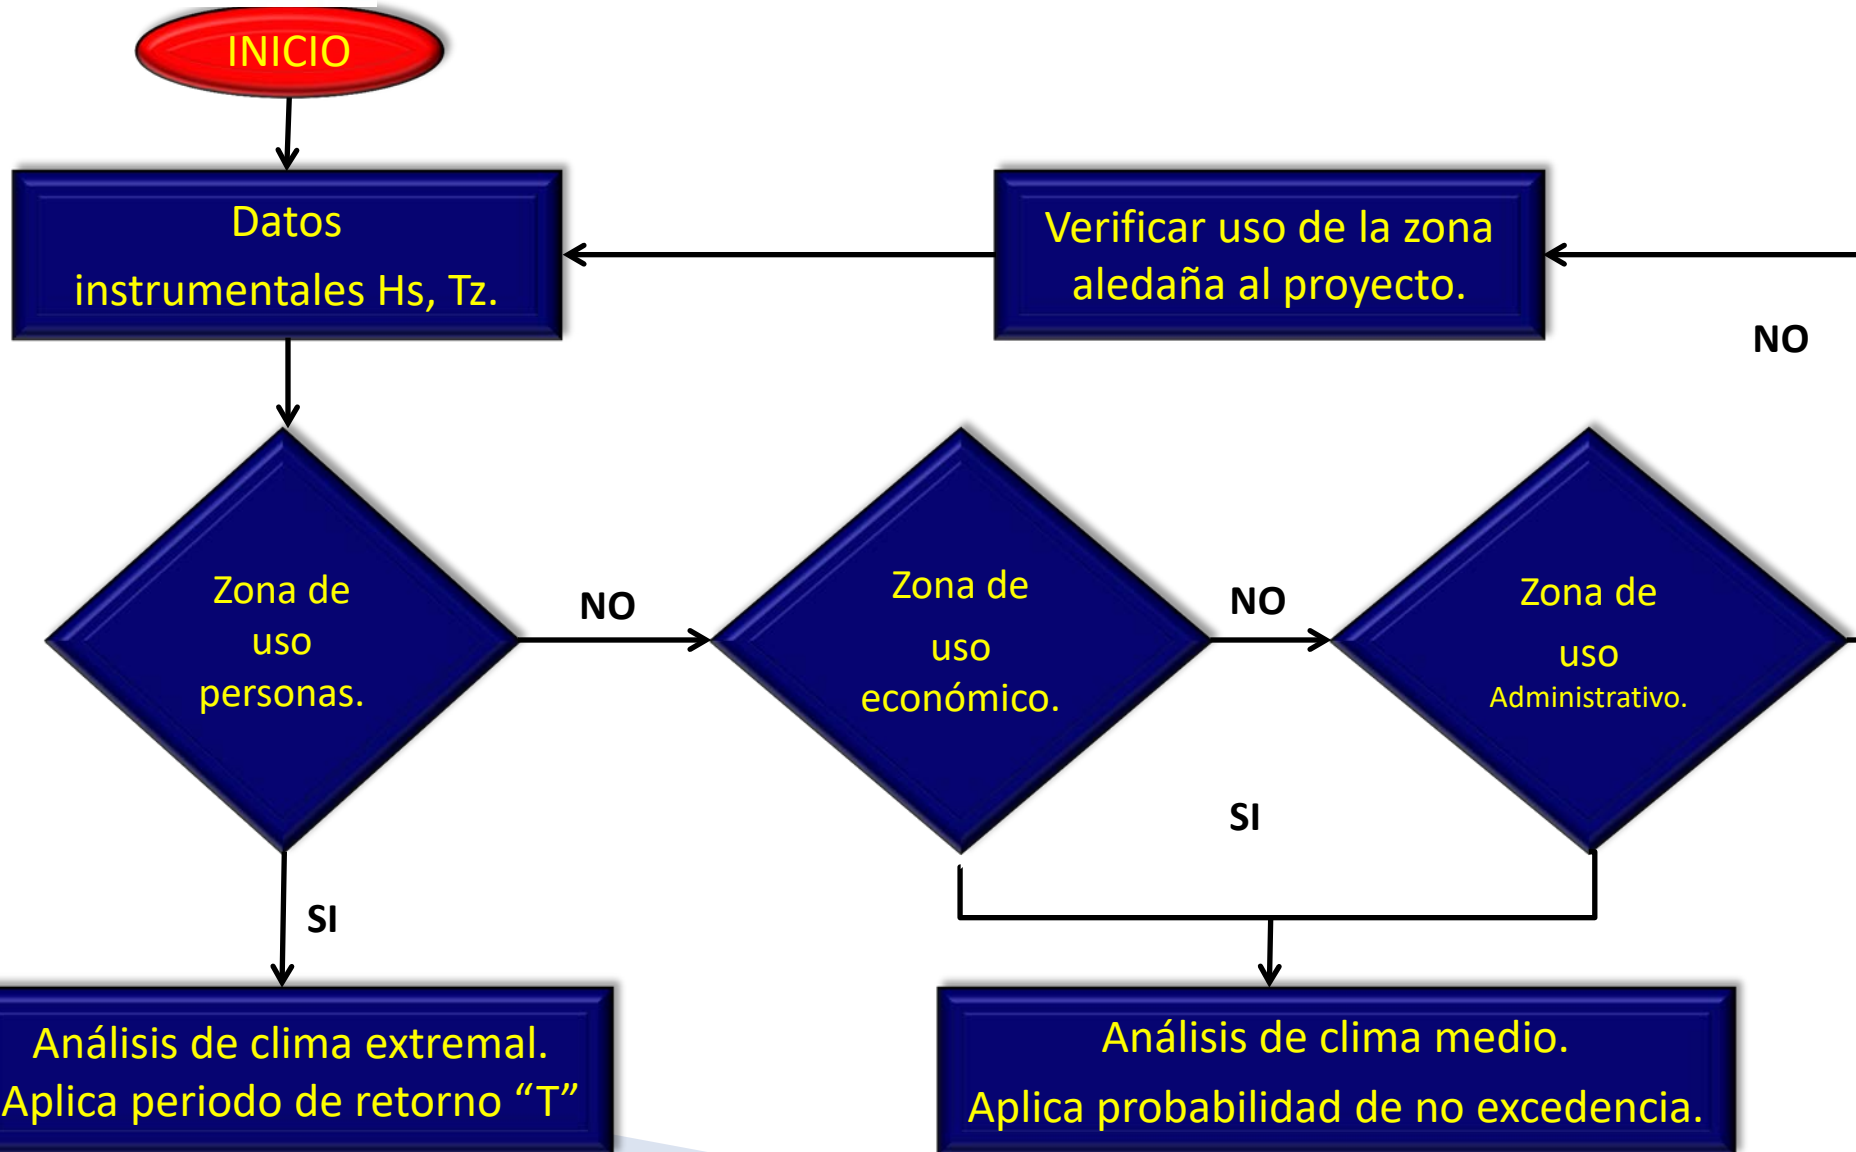 INICIO
Datos
instrumentales Hs, Tz.
Verificar uso de la zona
aledaña al proyecto.
NO
Zona de
uso
personas.
NO
Zona de
uso
económico.
NO
Zona de
uso
Administrativo.
SI
SI
Análisis de clima extremal.
Aplica periodo de retorno “T”
Análisis de clima medio.
Aplica probabilidad de no excedencia.